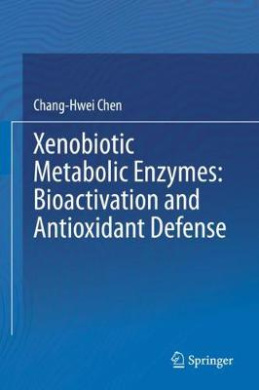 Chang-Hwei Chen
Xenobiotic
Metabolic Enzymes:
Bioactivation and
Antioxidant Defense
Springer